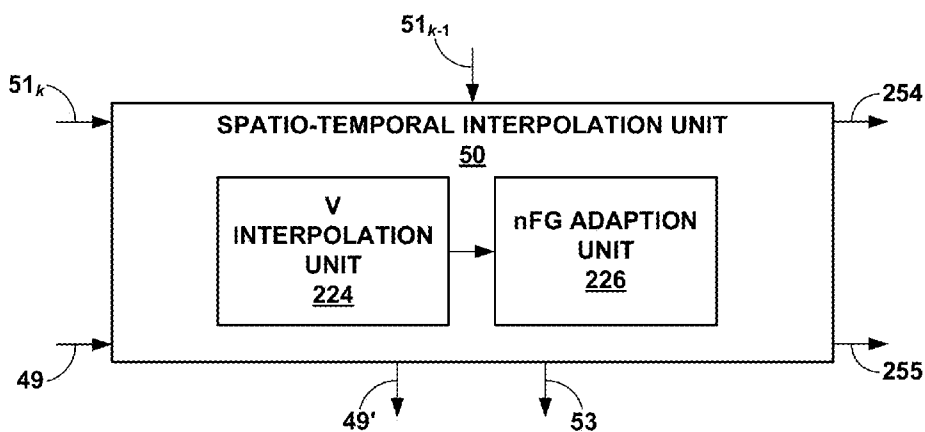 51k-1
51k
254
SPATIO-TEMPORAL INTERPOLATION UNIT
50
V
INTERPOLATION
UNIT
224
nFG ADAPTION
UNIT
226
49
49'
53
255